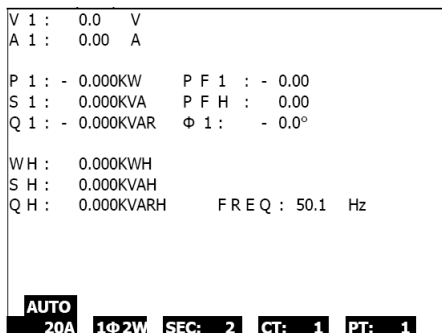 V 1 : 0.0 V
A 1 : 0.00 A
P 1 : - 0.000KW P F 1 : - 0.00
S 1 : 0.000KVA P F H : 0.00
Q 1 : - 0.000KVAR Φ 1 : - 0.0°
W H : 0.000KWH
S H : 0.000KVAH
Q H : 0.000KVARH F R E Q : 50.1 Hz
AUTO
20A 1Φ2W SEC: 2 CT: 1 PT: 1